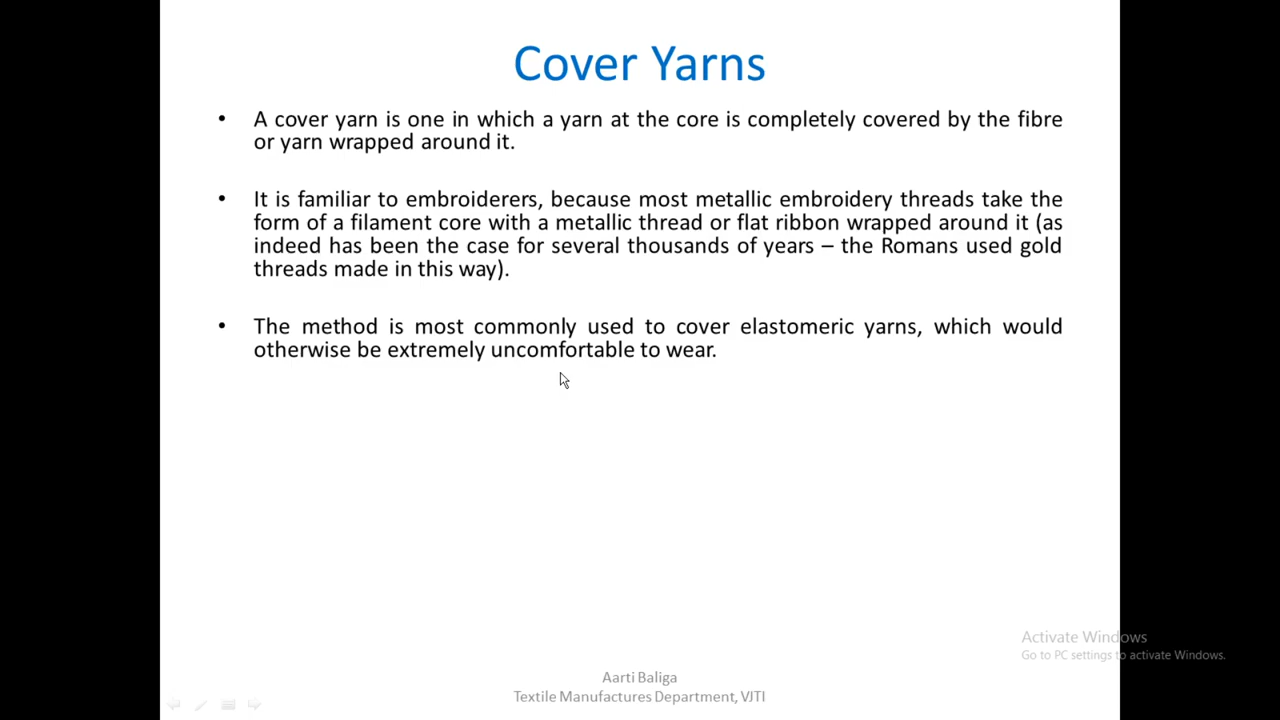 Cover Yarns
• A cover yarn is one in which a yarn at the core is completely covered by the fibre
or yarn wrapped around it.
• It is familiar to embroiderers, because most metallic embroidery threads take the
form of a filament core with a metallic thread or flat ribbon wrapped around it (as
indeed has been the case for several thousands of years – the Romans used gold
threads made in this way).
• The method is most commonly used to cover elastomeric yarns, which would
otherwise be extremely uncomfortable to wear.
Activate Windows
Go to PC settings to activate Windows.
Aarti Baliga
Textile Manufactures Department, VJTI